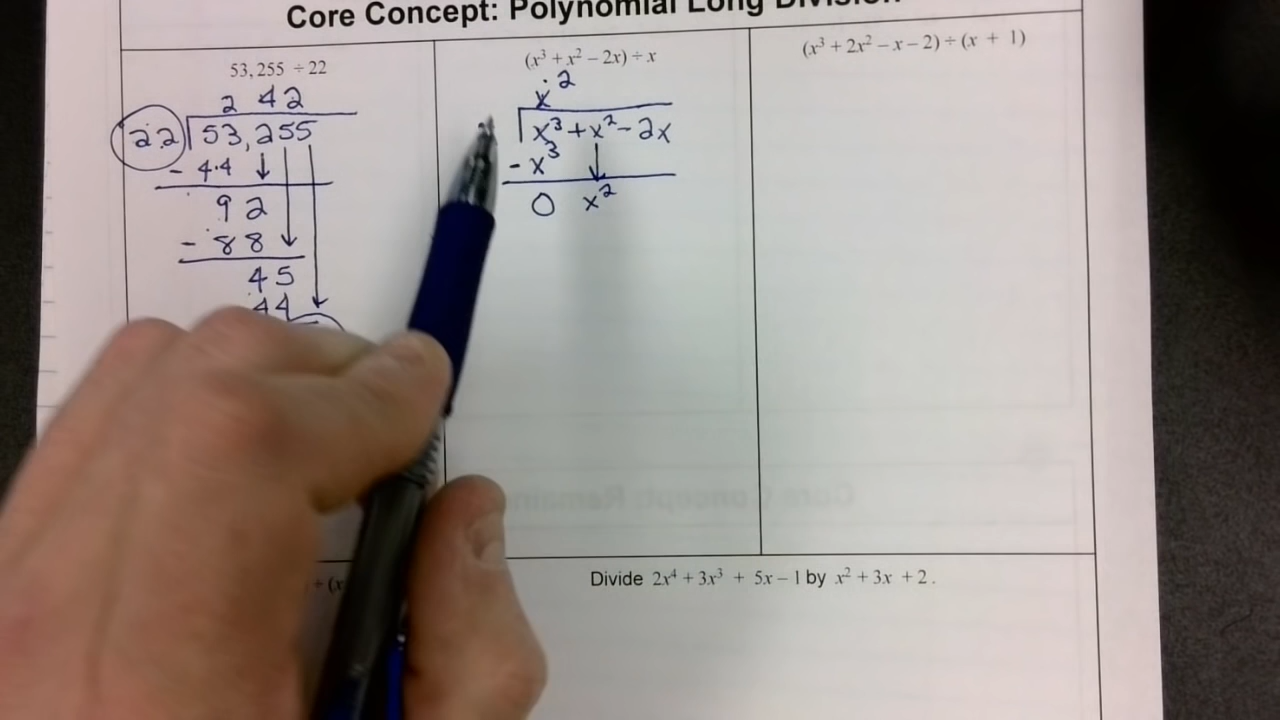 Core Concept: Polynomial Long Division
53,255 ÷ 22
2 4 2
22 53,255
- 44
92
- 88
45
44
(x³ + x² − 2x) ÷ x
x²
x³ + x² - 2x
- x³
0 x²
(x³ + 2x² − x − 2) ÷ (x + 1)
÷ (x
Divide 2x⁴ + 3x³ + 5x − 1 by x² + 3x + 2.